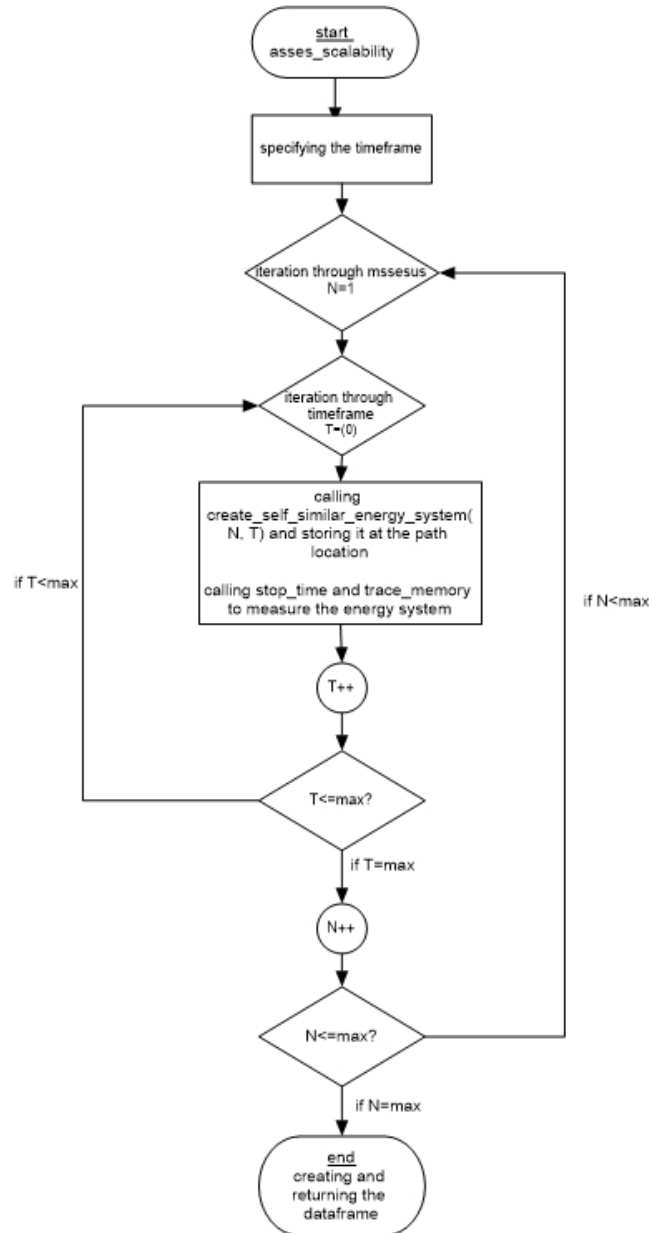 start
asses_scalability
specifying the timeframe
iteration through mssesus
N=1
iteration through
timeframe
T=(0)
calling
create_self_similar_energy_system(
N, T) and storing it at the path
location
calling stop_time and trace_memory
to measure the energy system
if T<max
if N<max
T++
T<=max?
if T=max
N++
N<=max?
if N=max
end
creating and
returning the
dataframe